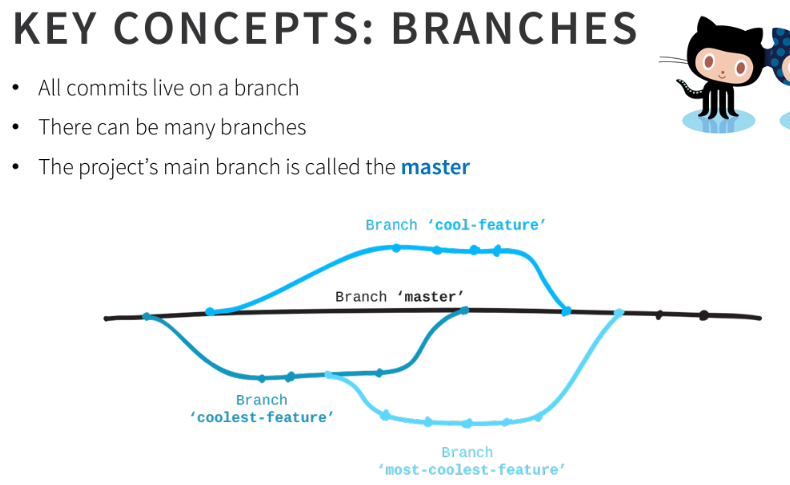 KEY CONCEPTS: BRANCHES
• All commits live on a branch
• There can be many branches
• The project’s main branch is called the master
Branch ‘cool-feature’
Branch ‘master’
Branch
‘coolest-feature’
Branch
‘most-coolest-feature’